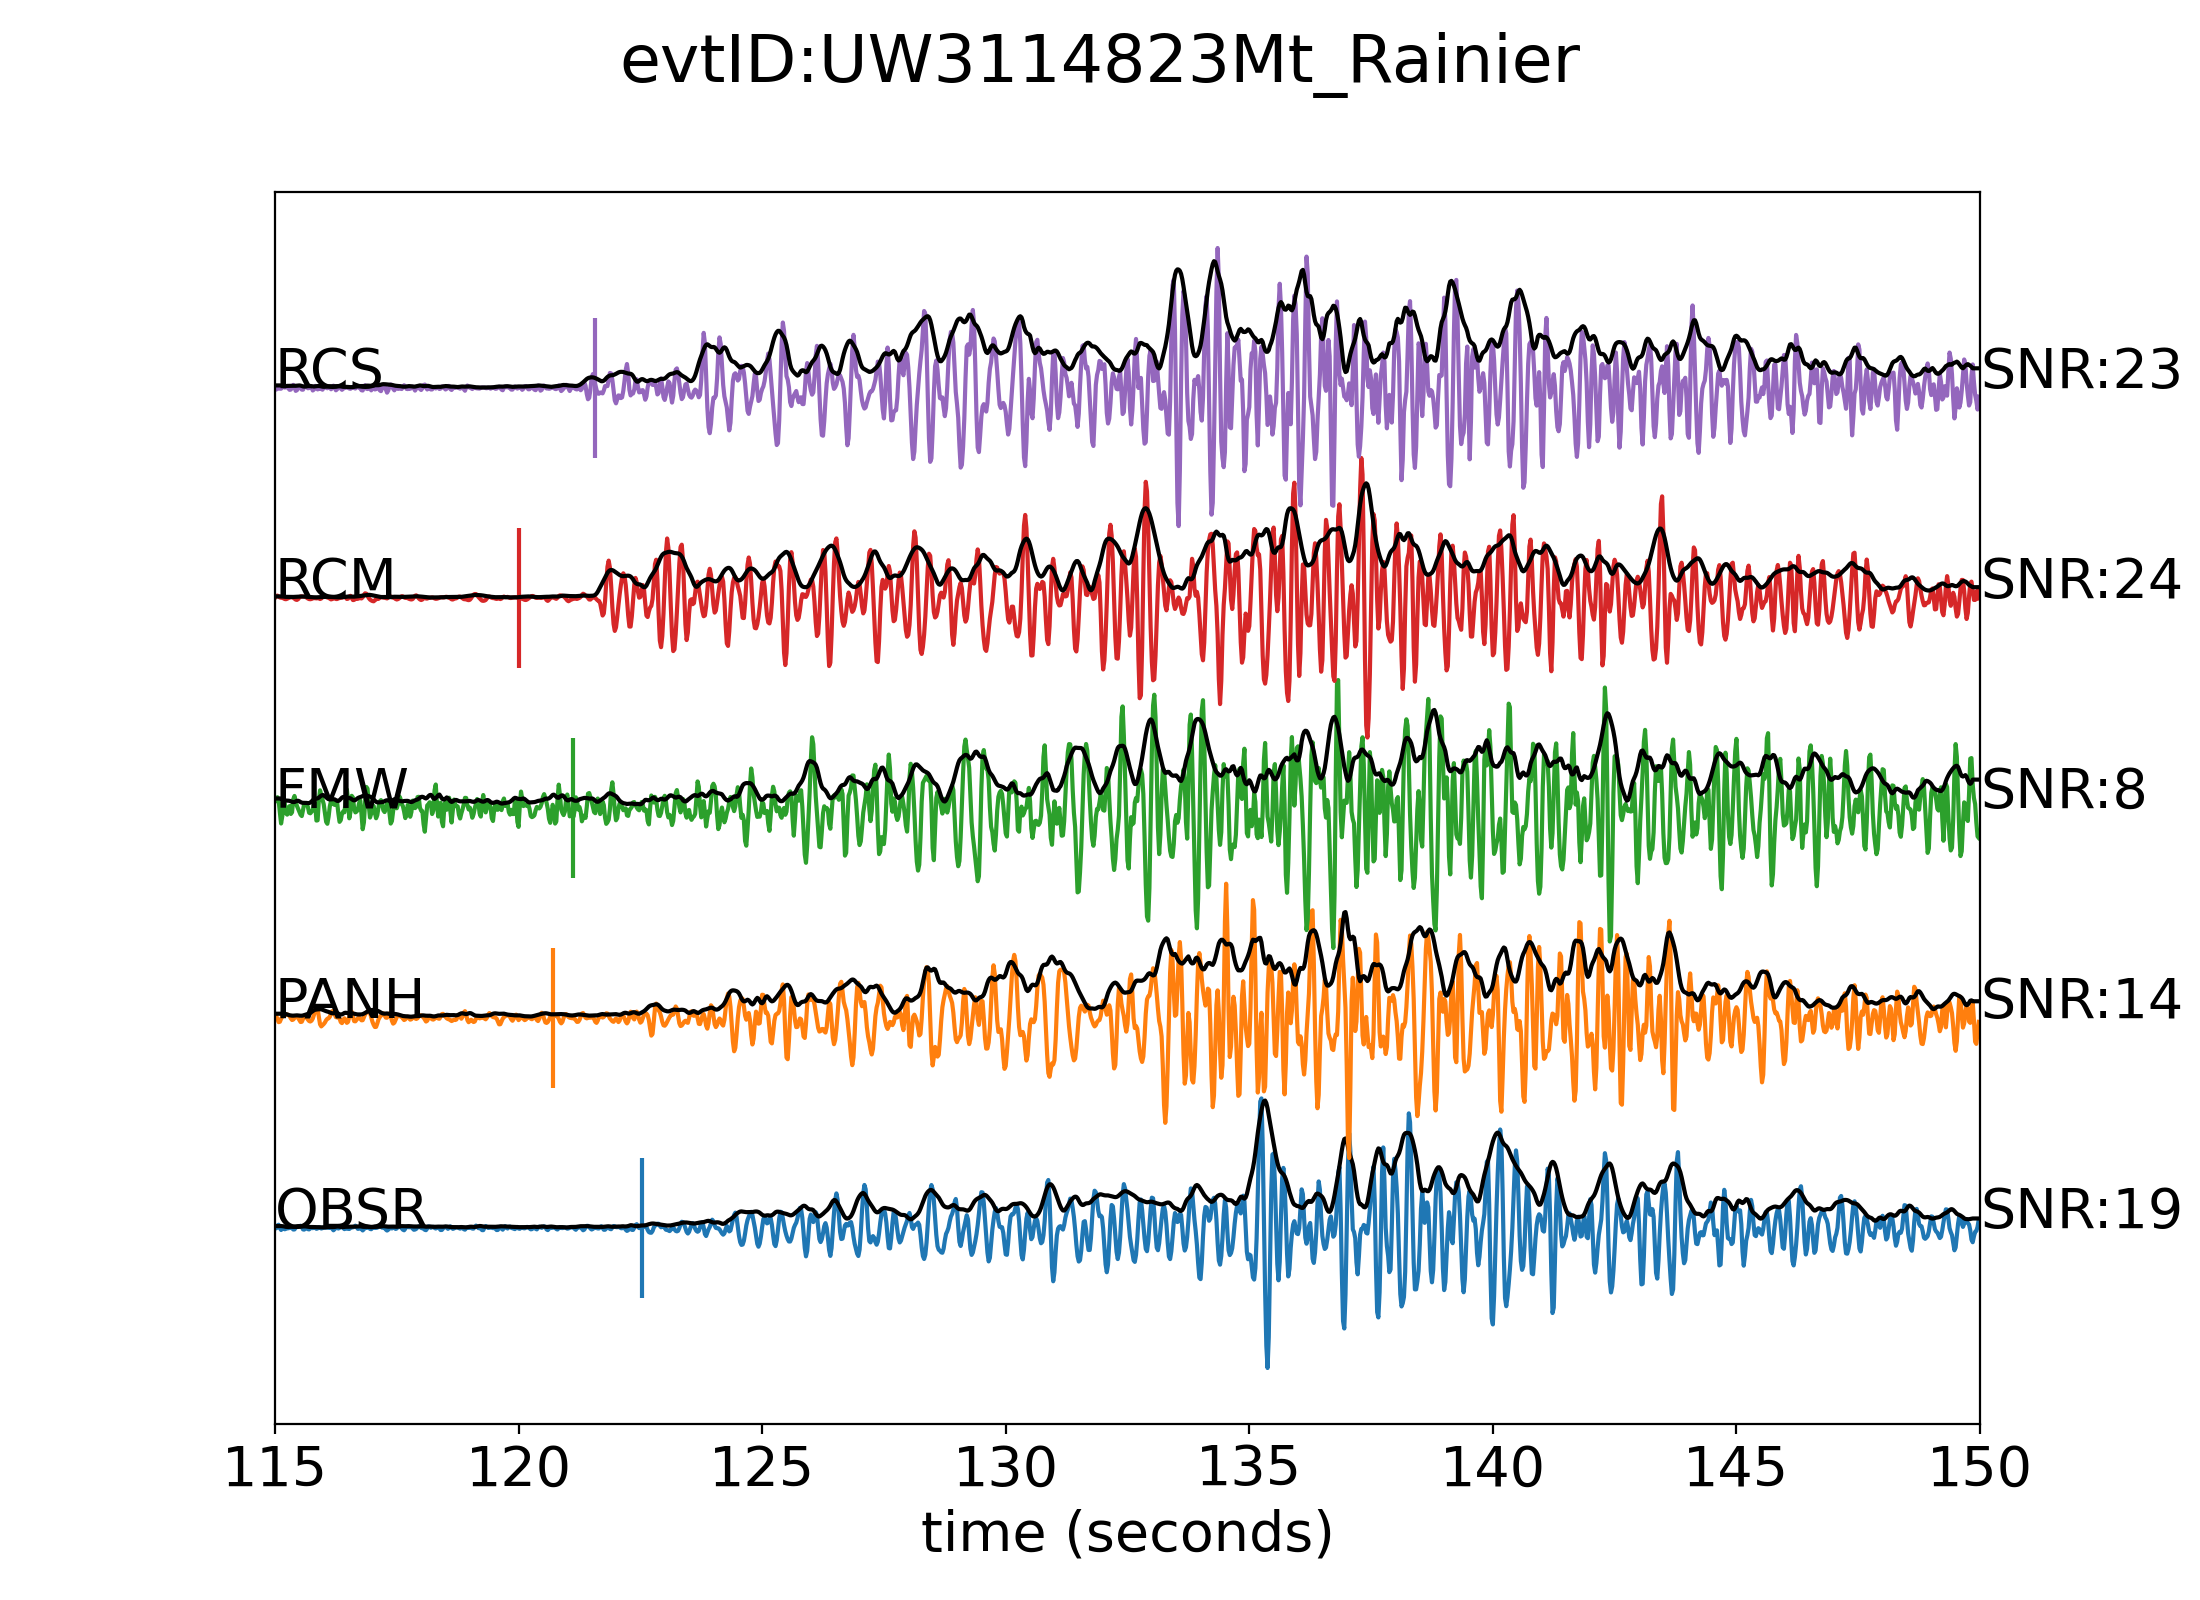 evtID:UW3114823Mt_Rainier
RCS SNR:23
RCM SNR:24
FMW SNR:8
PANH SNR:14
OBSR SNR:19
115 120 125 130 135 140 145 150
time (seconds)